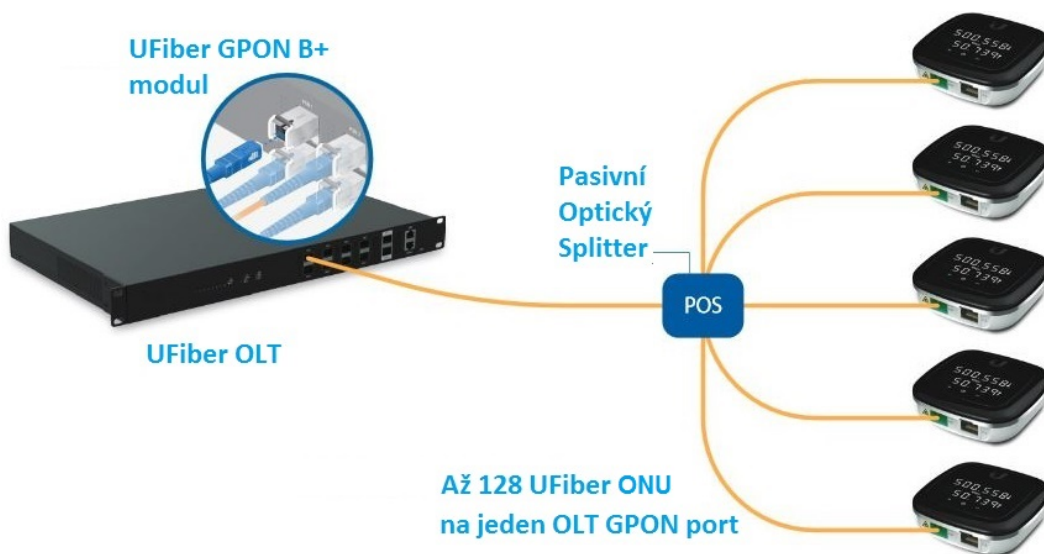 UFiber GPON B+
modul
UFiber OLT
Pasivní
Optický
Splitter
POS
Až 128 UFiber ONU
na jeden OLT GPON port